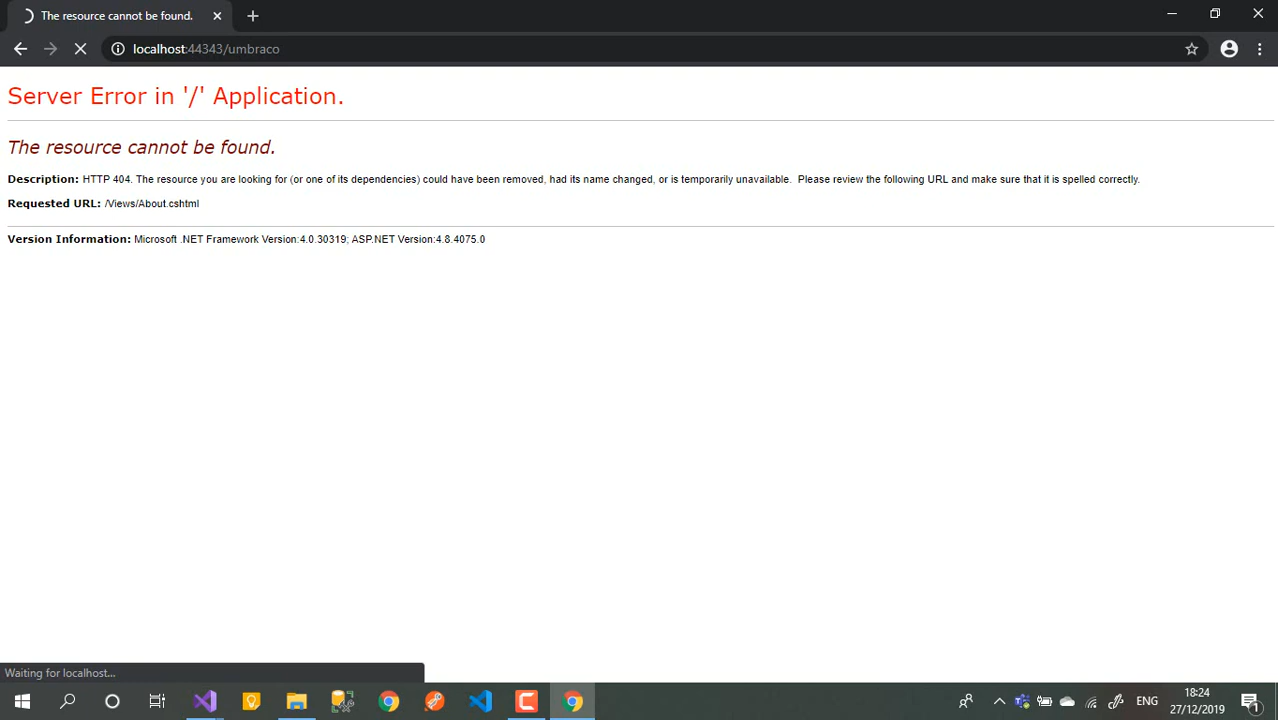 The resource cannot be found.
localhost:44343/umbraco
Server Error in '/' Application.
The resource cannot be found.
Description: HTTP 404. The resource you are looking for (or one of its dependencies) could have been removed, had its name changed, or is temporarily unavailable.  Please review the following URL and make sure that it is spelled correctly.
Requested URL: /Views/About.cshtml
Version Information: Microsoft .NET Framework Version:4.0.30319; ASP.NET Version:4.8.4075.0
Waiting for localhost...
ENG
18:24
27/12/2019
1